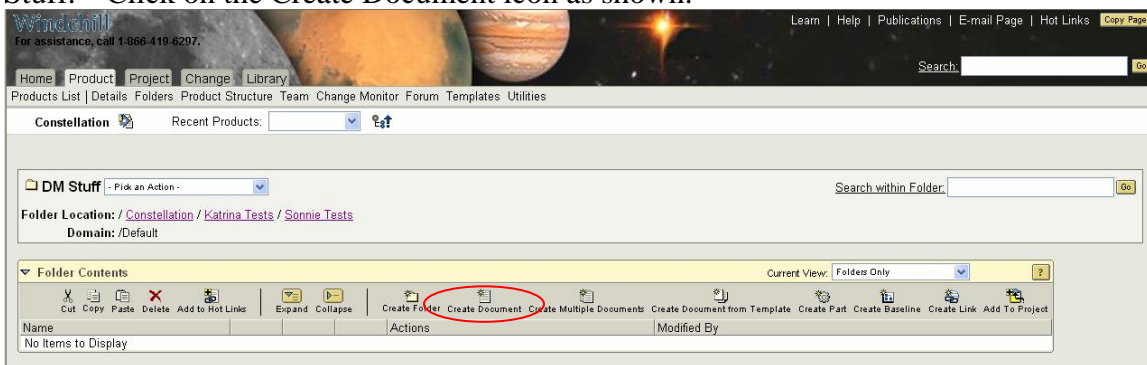 Stuff.  Click on the Create Document icon as shown.
Windchill
Learn | Help | Publications | E-mail Page | Hot Links Copy Page
For assistance, call 1-866-419-6297.
Search: Go
Home Product Project Change Library
Products List | Details Folders Product Structure Team Change Monitor Forum Templates Utilities
Constellation Recent Products:
DM Stuff - Pick an Action - Search within Folder: Go
Folder Location: / Constellation / Katrina Tests / Sonnie Tests
Domain: /Default
Folder Contents Current View: Folders Only ?
Cut Copy Paste Delete Add to Hot Links Expand Collapse Create Folder Create Document Create Multiple Documents Create Document from Template Create Part Create Baseline Create Link Add To Project
Name Actions Modified By
No Items to Display